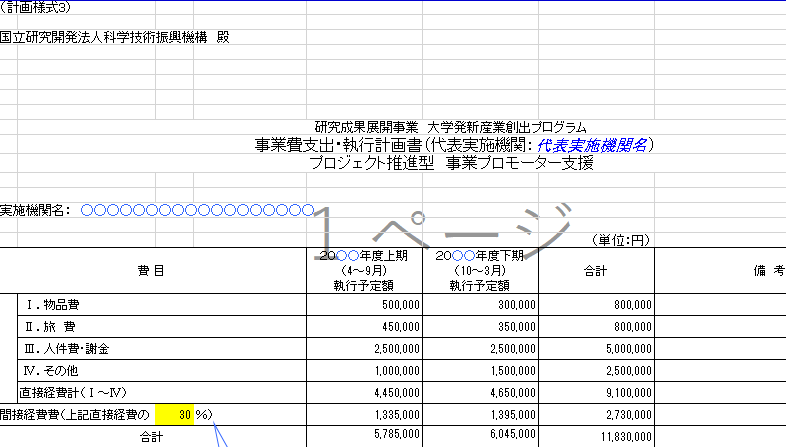 (計画様式3)
国立研究開発法人科学技術振興機構 殿
研究成果展開事業 大学発新産業創出プログラム
事業費支出・執行計画書(代表実施機関: 代表実施機関名)
プロジェクト推進型 事業プロモーター支援
実施機関名: 〇〇〇〇〇〇〇〇〇〇〇〇〇〇〇〇〇〇
1 ページ
(単位:円)
費 目 20〇〇年度上期 (4〜9月) 執行予定額 20〇〇年度下期 (10〜3月) 執行予定額 合計 備 考
Ⅰ.物品費 500,000 300,000 800,000
Ⅱ.旅 費 450,000 350,000 800,000
Ⅲ.人件費・謝金 2,500,000 2,500,000 5,000,000
Ⅳ.その他 1,000,000 1,500,000 2,500,000
直接経費計(Ⅰ〜Ⅳ) 4,450,000 4,650,000 9,100,000
間接経費費(上記直接経費の 30 %) 1,335,000 1,395,000 2,730,000
合計 5,785,000 6,045,000 11,830,000